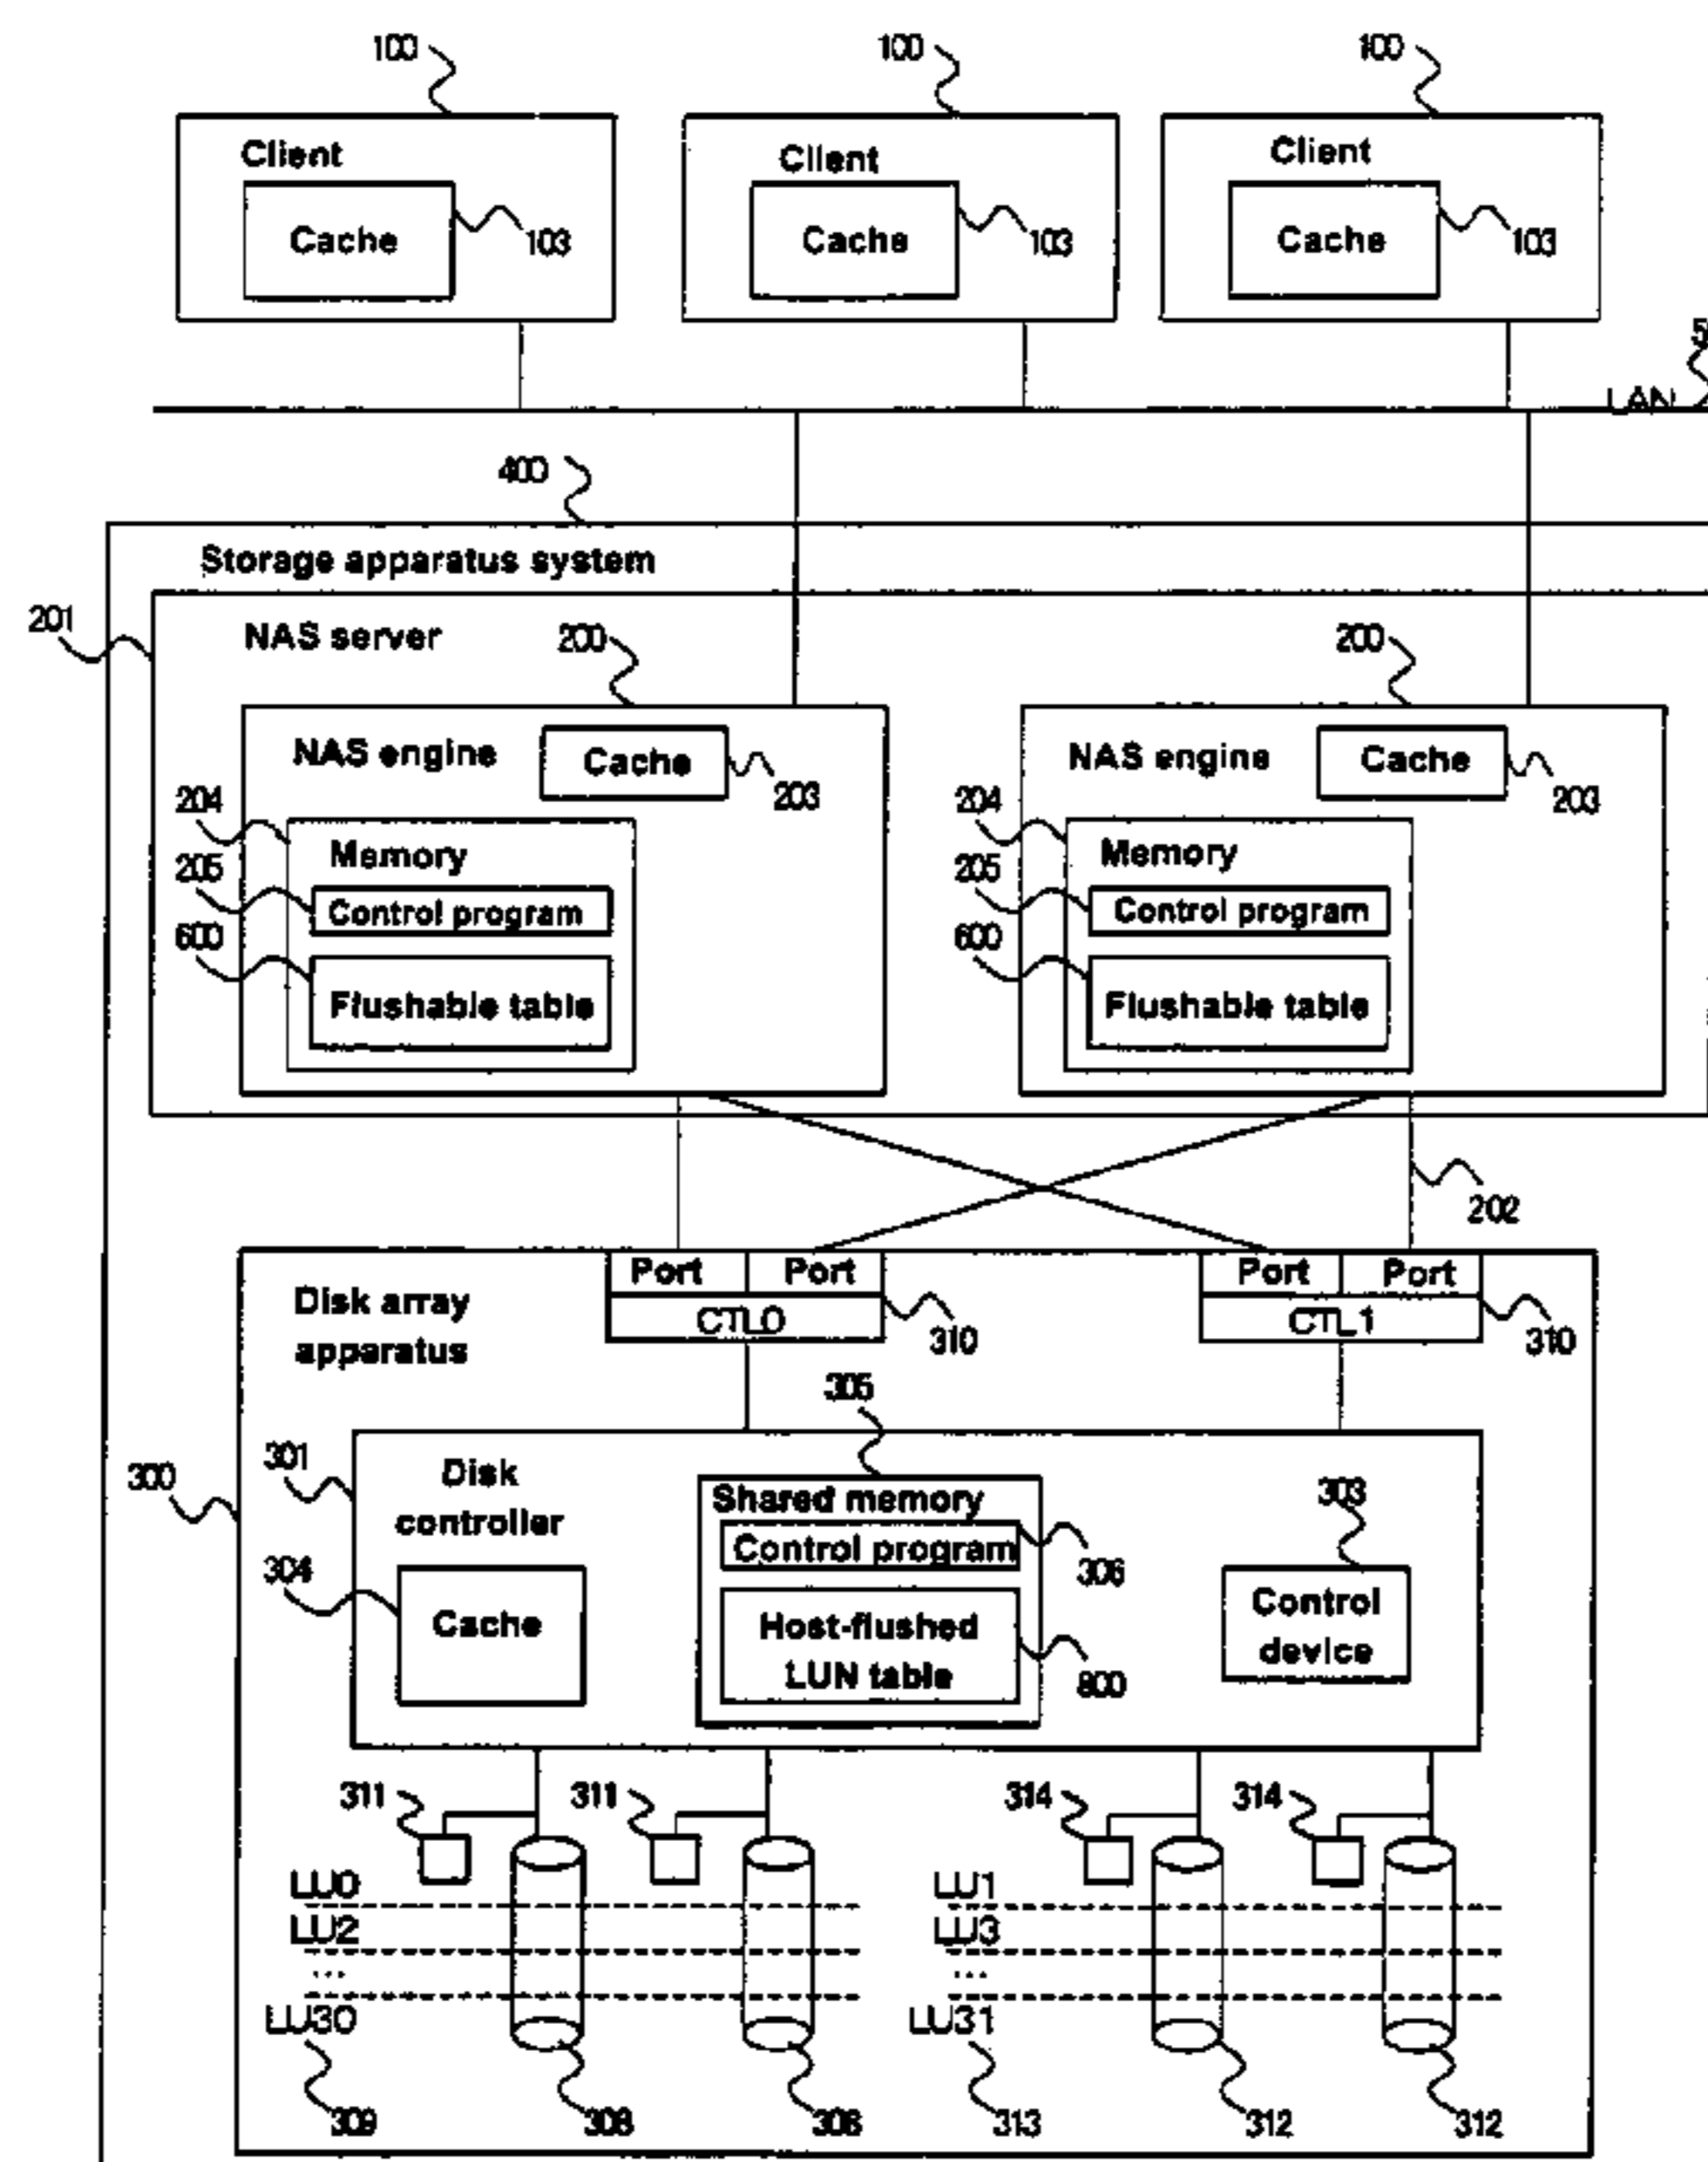 100 100 100
Client Client Client
Cache 103 Cache 103 Cache 103
LAN
400
Storage apparatus system
201 NAS server 200 200
NAS engine Cache 203 NAS engine Cache 203
204 Memory 204 Memory
205 Control program 205 Control program
600 Flushable table 600 Flushable table
202
Port Port Port Port
Disk array apparatus CTL0 310 CTL1 310
305
300 301 Disk controller Shared memory 303
Control program 306
304 Cache Host-flushed LUN table 800 Control device
311 311 314 314
LU0 LU1
LU2 LU3
... ...
LU30 LU31
309 308 308 313 312 312